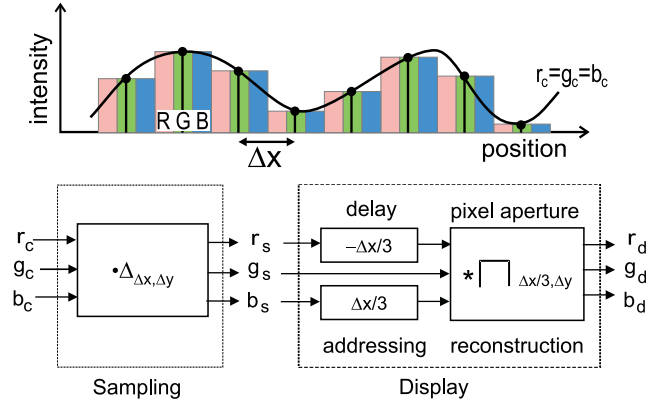 intensity
r_c=g_c=b_c
R G B
Δx
position
delay
pixel aperture
r_c
g_c
b_c
•Δ_Δx,Δy
r_s
g_s
b_s
-Δx/3
Δx/3
* Δx/3,Δy
r_d
g_d
b_d
addressing
reconstruction
Sampling
Display